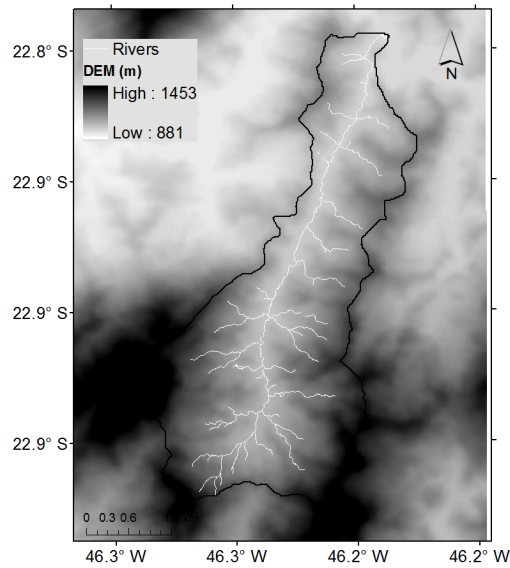 22.8° S
Rivers
DEM (m)
High : 1453
Low : 881
N
22.9° S
22.9° S
22.9° S
0 0.3 0.6
46.3° W 46.3° W 46.2° W 46.2° W